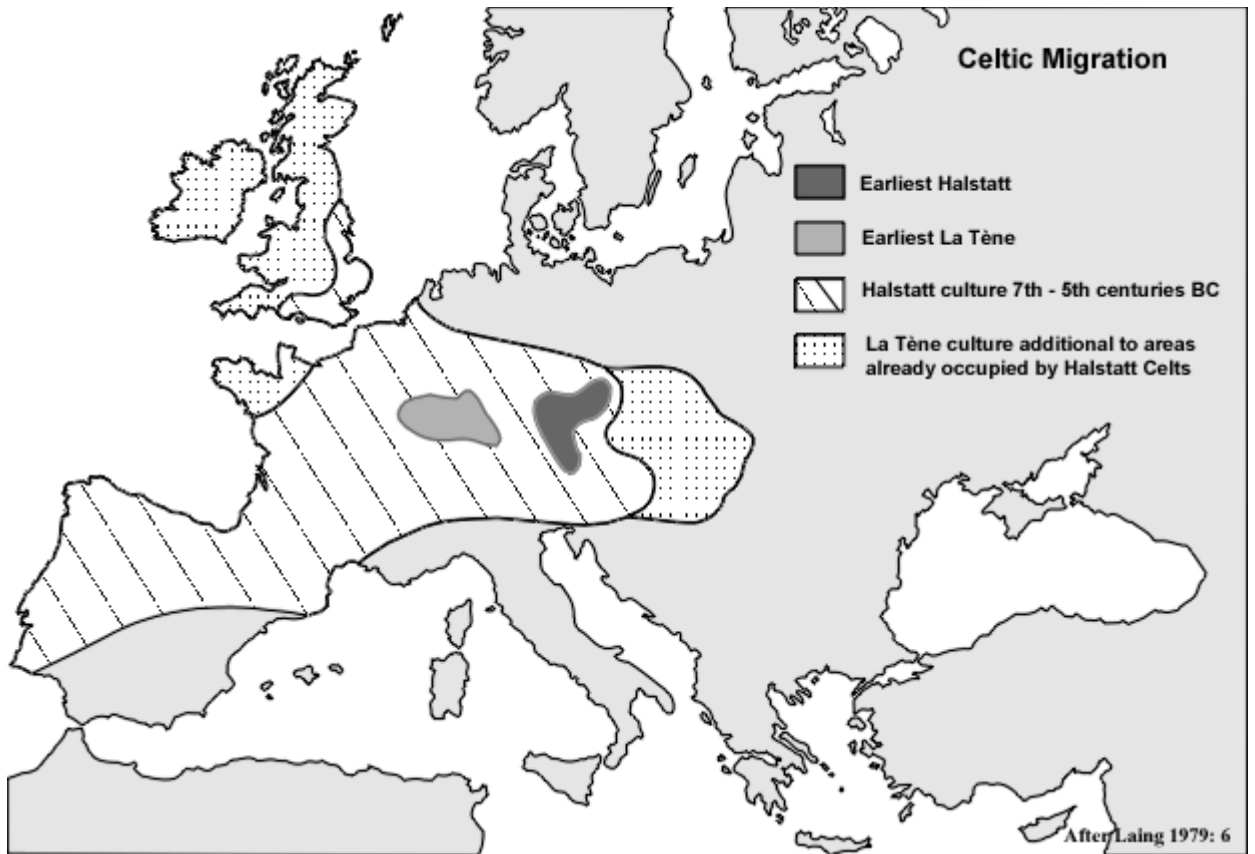 Celtic Migration
Earliest Halstatt
Earliest La Tène
Halstatt culture 7th - 5th centuries BC
La Tène culture additional to areas
already occupied by Halstatt Celts
After Laing 1979: 6